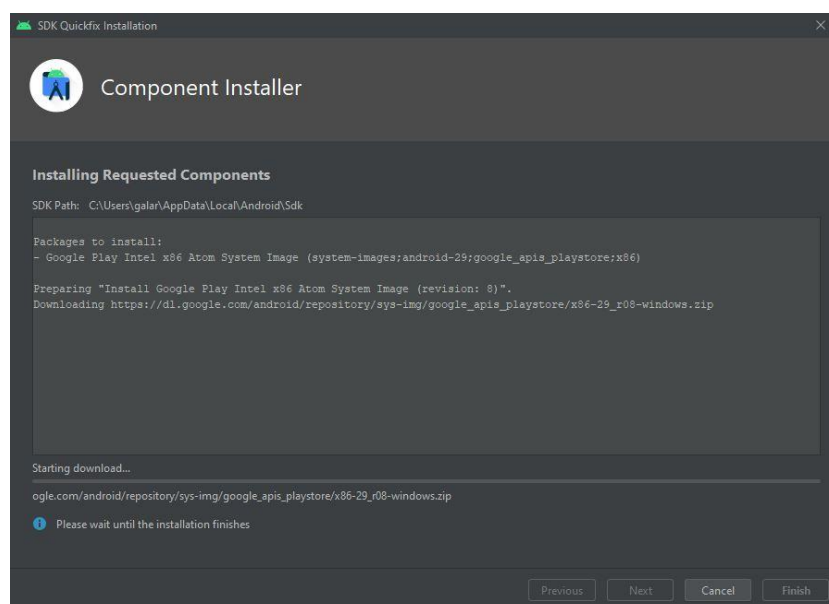 SDK Quickfix Installation
Component Installer
Installing Requested Components
SDK Path: C:\Users\galar\AppData\Local\Android\Sdk
Packages to install:
- Google Play Intel x86 Atom System Image (system-images;android-29;google_apis_playstore;x86)
Preparing "Install Google Play Intel x86 Atom System Image (revision: 8)".
Downloading https://dl.google.com/android/repository/sys-img/google_apis_playstore/x86-29_r08-windows.zip
Starting download...
ogle.com/android/repository/sys-img/google_apis_playstore/x86-29_r08-windows.zip
Please wait until the installation finishes
Previous Next Cancel Finish